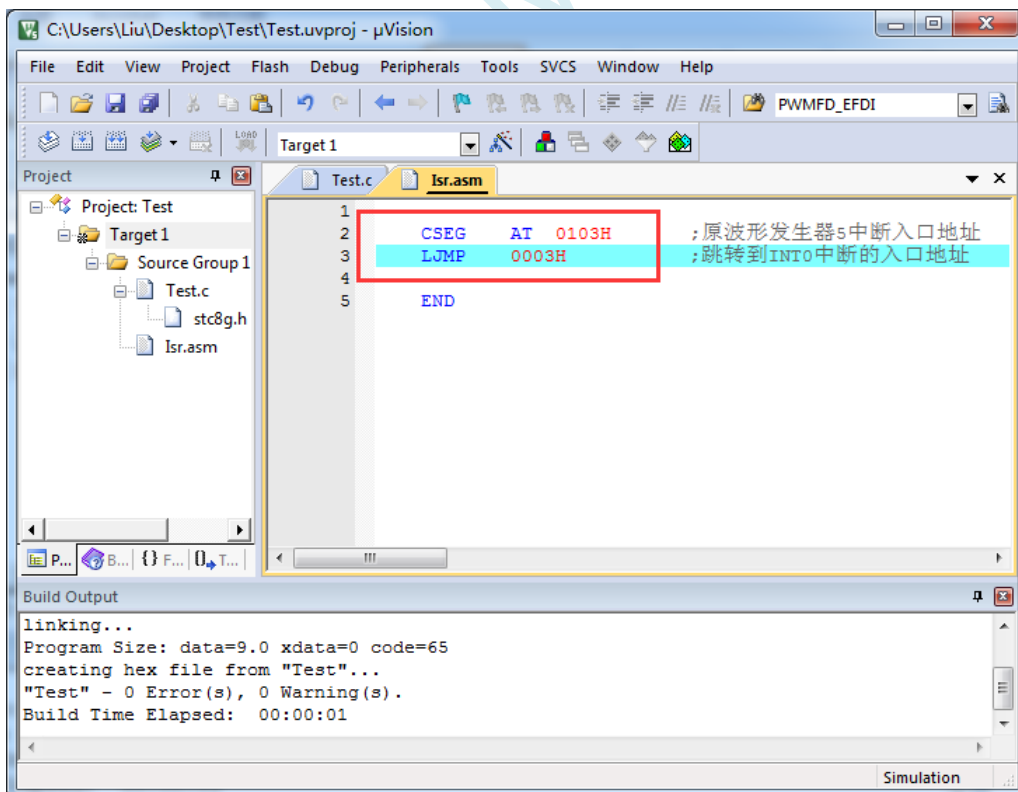 C:\Users\Liu\Desktop\Test\Test.uvproj - µVision
File Edit View Project Flash Debug Peripherals Tools SVCS Window Help
PWMFD_EFDI
LOAD Target 1
Project
Test.c Isr.asm
Project: Test
Target 1
Source Group 1
Test.c
stc8g.h
Isr.asm
1
2 CSEG AT 0103H ;原波形发生器5中断入口地址
3 LJMP 0003H ;跳转到INT0中断的入口地址
4
5 END
P... B... {} F... 0 T...
Build Output
linking...
Program Size: data=9.0 xdata=0 code=65
creating hex file from "Test"...
"Test" - 0 Error(s), 0 Warning(s).
Build Time Elapsed: 00:00:01
Simulation